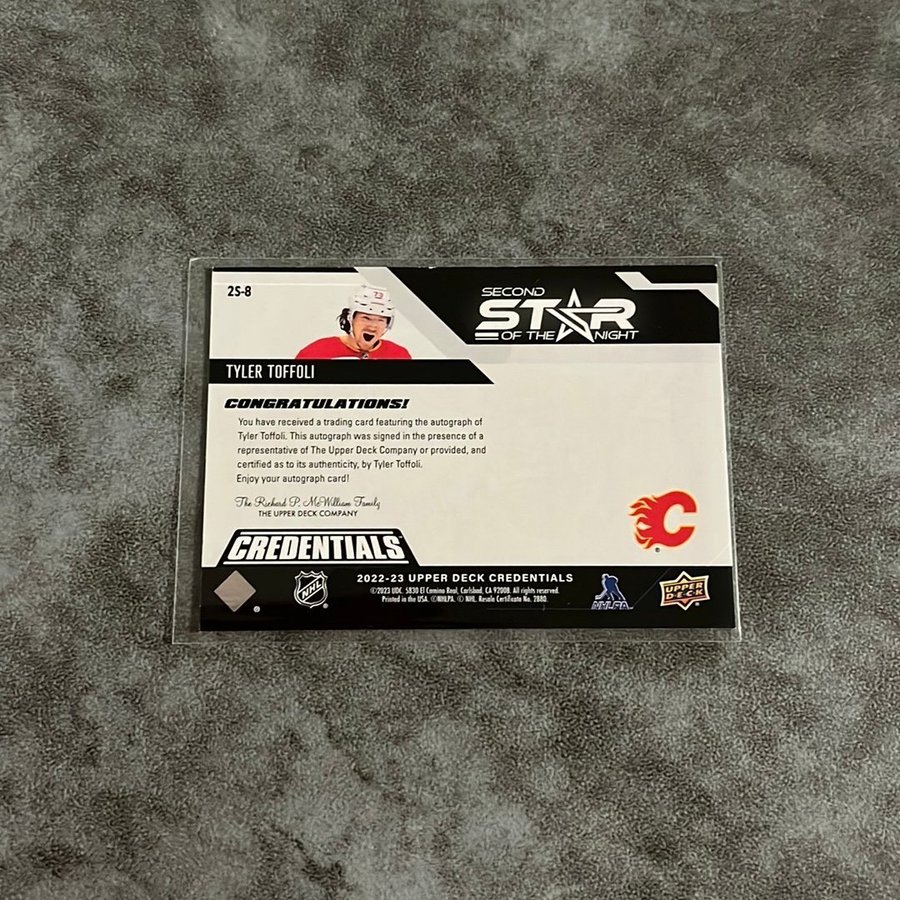 2S-8
73
SECOND
STAR
OF THE NIGHT
TYLER TOFFOLI
CONGRATULATIONS!
You have received a trading card featuring the autograph of
Tyler Toffoli. This autograph was signed in the presence of a
representative of The Upper Deck Company or provided, and
certified as to its authenticity, by Tyler Toffoli.
Enjoy your autograph card!
The Richard P. McWilliam Family
THE UPPER DECK COMPANY
C
®
CREDENTIALS
NHL
®
2022-23 UPPER DECK CREDENTIALS
©2023 UDC. 5830 El Camino Real, Carlsbad, CA 92008. All rights reserved.
Printed in the USA. ©NHLPA. © NHL. Resale Certificate No. 2880.
NHLPA
UPPER
D·E·C·K